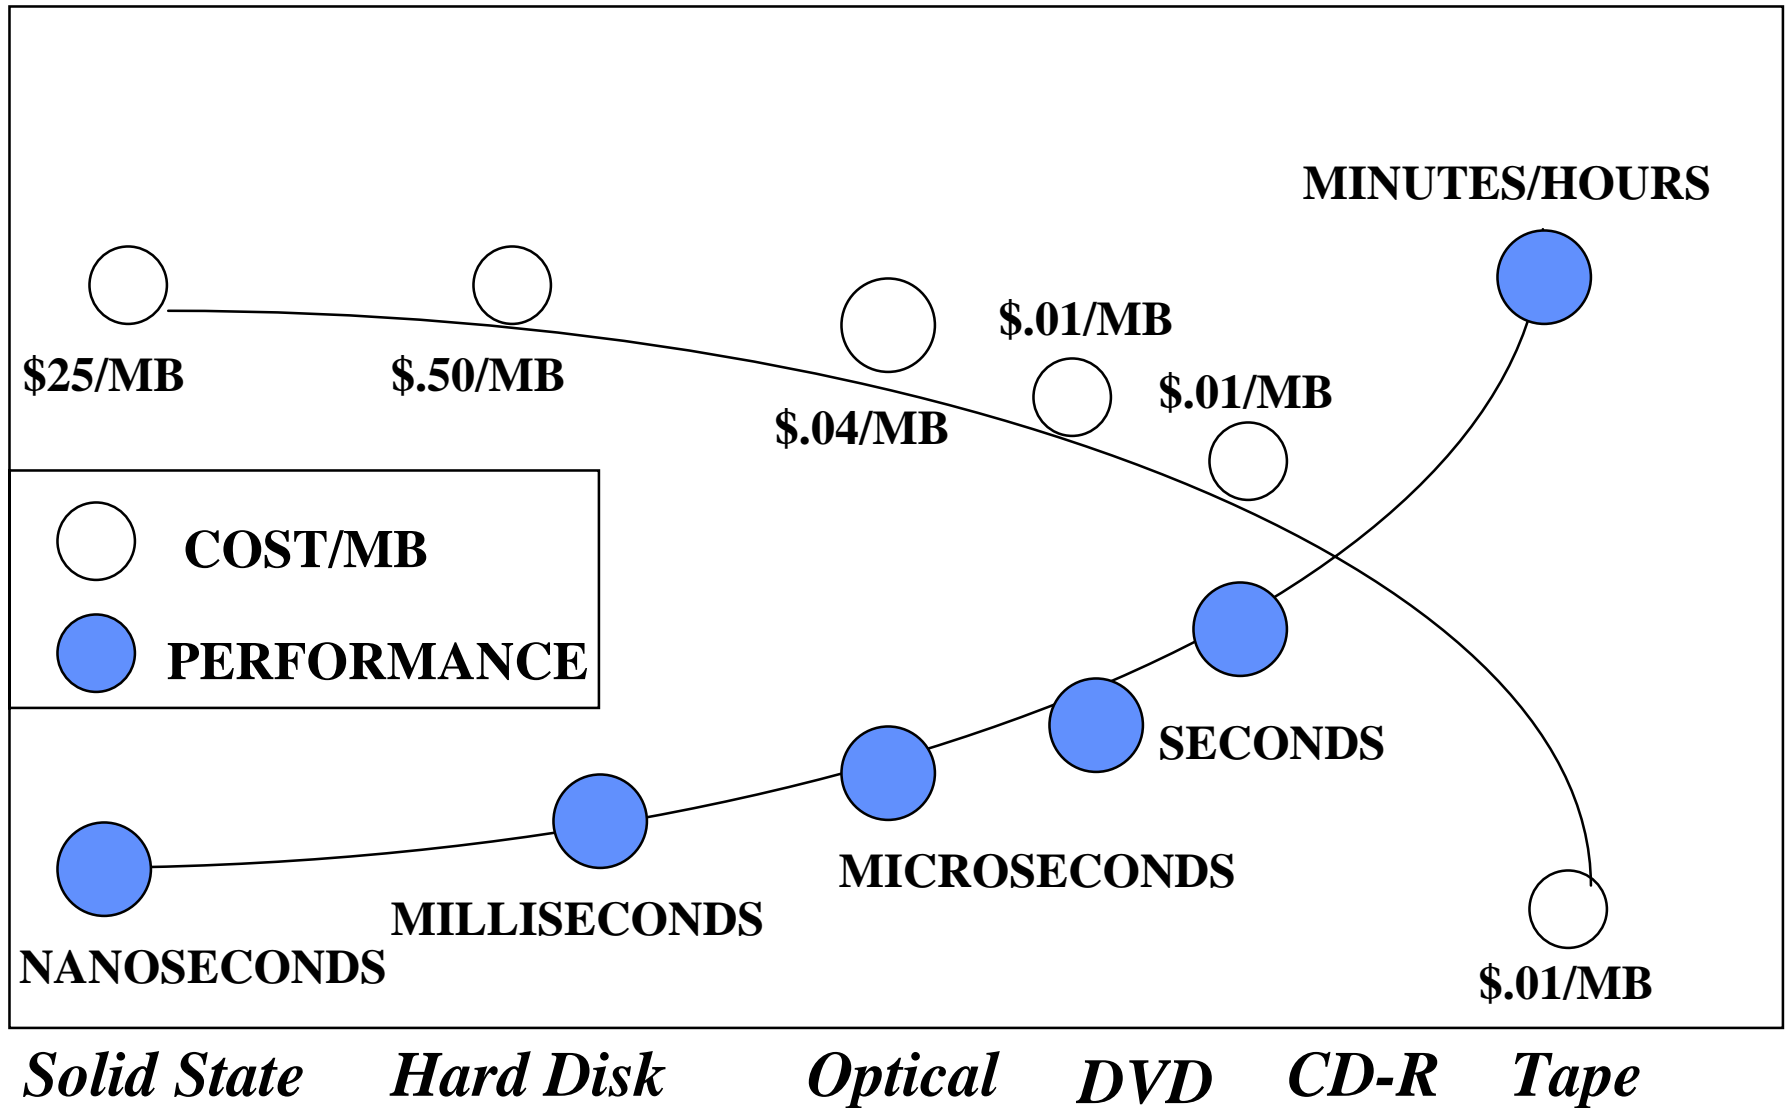 MINUTES/HOURS
$.01/MB
$25/MB
$.50/MB
$.01/MB
$.04/MB
COST/MB
PERFORMANCE
SECONDS
MICROSECONDS
MILLISECONDS
NANOSECONDS
$.01/MB
Solid State Hard Disk Optical DVD CD-R Tape